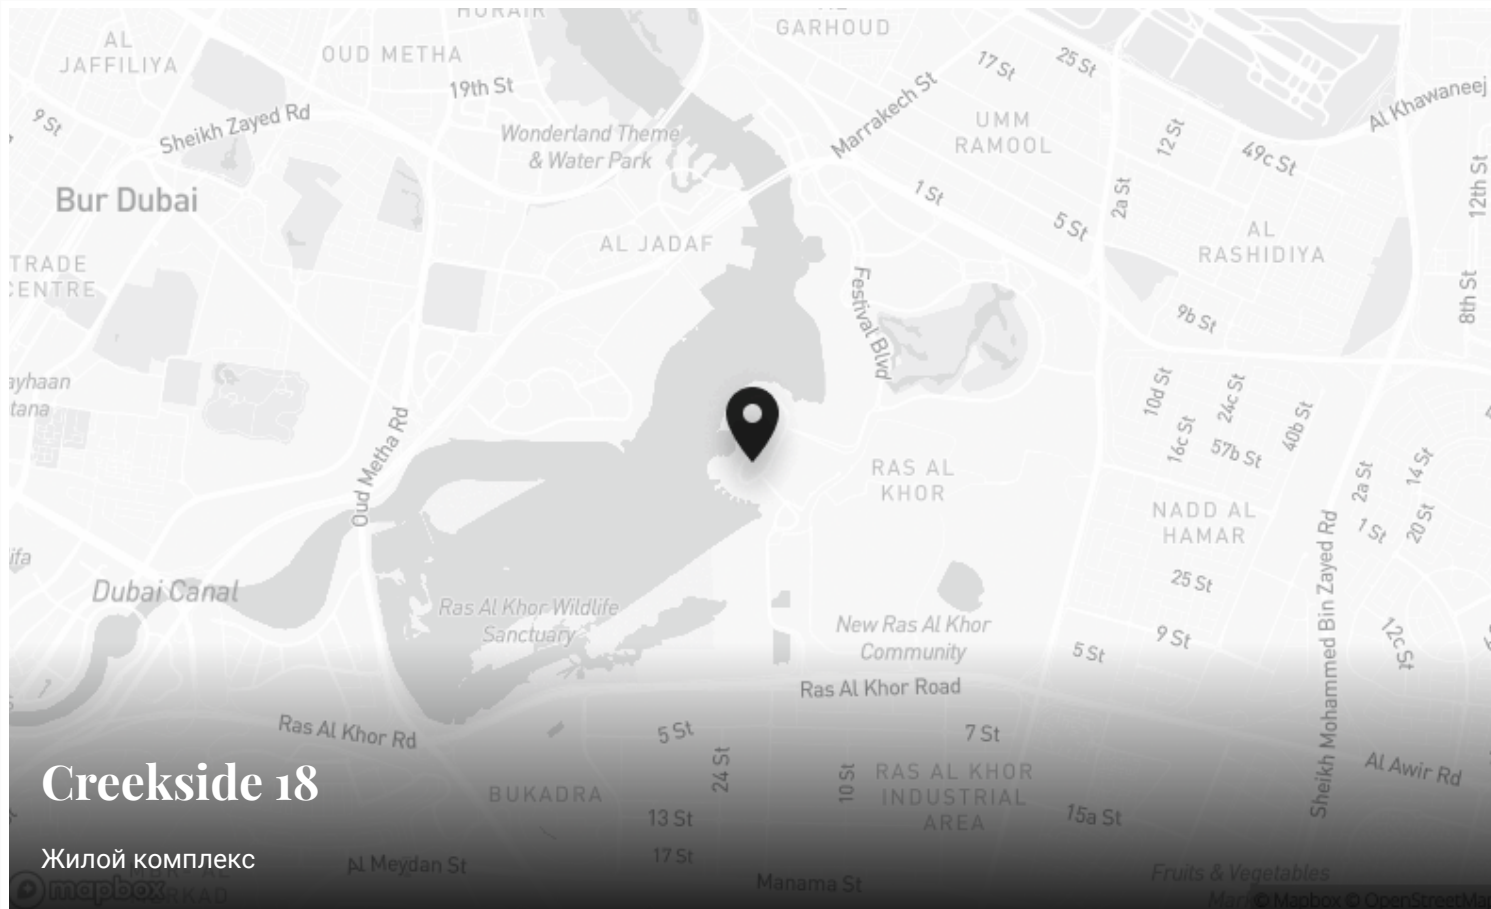 HURAIR
GARHOUD
AL
JAFFILIYA
OUD METHA
17 St
25 St
19th St
Al Khawaneej
9 St
Sheikh Zayed Rd
Marrakech St
UMM
RAMOOL
Wonderland Theme
& Water Park
12 St
49c St
12th St
Bur Dubai
1 St
2a St
5 St
AL JADAF
AL
RASHIDIYA
TRADE
CENTRE
Festival Blvd
8th St
9b St
ayhaan
tana
10d St
24c St
40b St
16c St
57b St
Oud Metha Rd
RAS AL
KHOR
2a St
14 St
NADD AL
HAMAR
1 St
20 St
Sheikh Mohammed Bin Zayed Rd
lifa
Dubai Canal
25 St
Ras Al Khor Wildlife
Sanctuary
New Ras Al Khor
Community
9 St
12c St
5 St
Ras Al Khor Road
Ras Al Khor Rd
5 St
7 St
24 St
10 St
RAS AL KHOR
INDUSTRIAL
AREA
Al Awir Rd
Creekside 18
BUKADRA
13 St
15a St
Жилой комплекс
Al Meydan St
17 St
Manama St
Fruits & Vegetables
mapbox
© Mapbox © OpenStreetMap